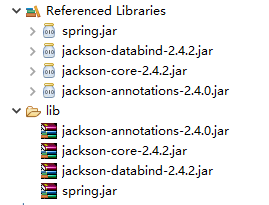 Referenced Libraries
spring.jar
jackson-databind-2.4.2.jar
jackson-core-2.4.2.jar
jackson-annotations-2.4.0.jar
lib
jackson-annotations-2.4.0.jar
jackson-core-2.4.2.jar
jackson-databind-2.4.2.jar
spring.jar